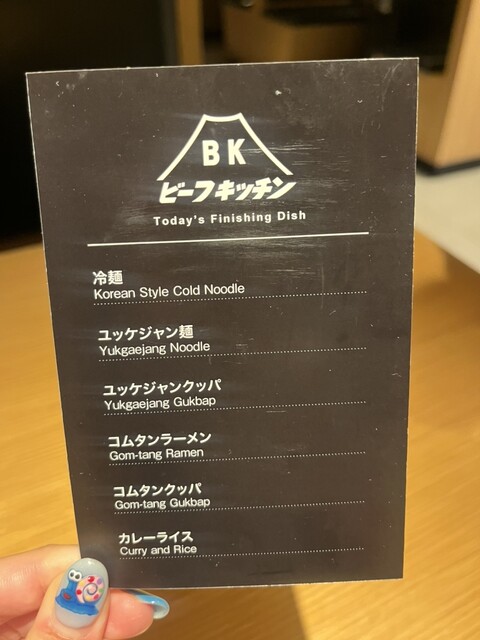 BK
ビーフキッチン
Today's Finishing Dish
冷麺
Korean Style Cold Noodle
ユッケジャン麺
Yukgaejang Noodle
ユッケジャンクッパ
Yukgaejang Gukbap
コムタンラーメン
Gom-tang Ramen
コムタンクッパ
Gom-tang Gukbap
カレーライス
Curry and Rice